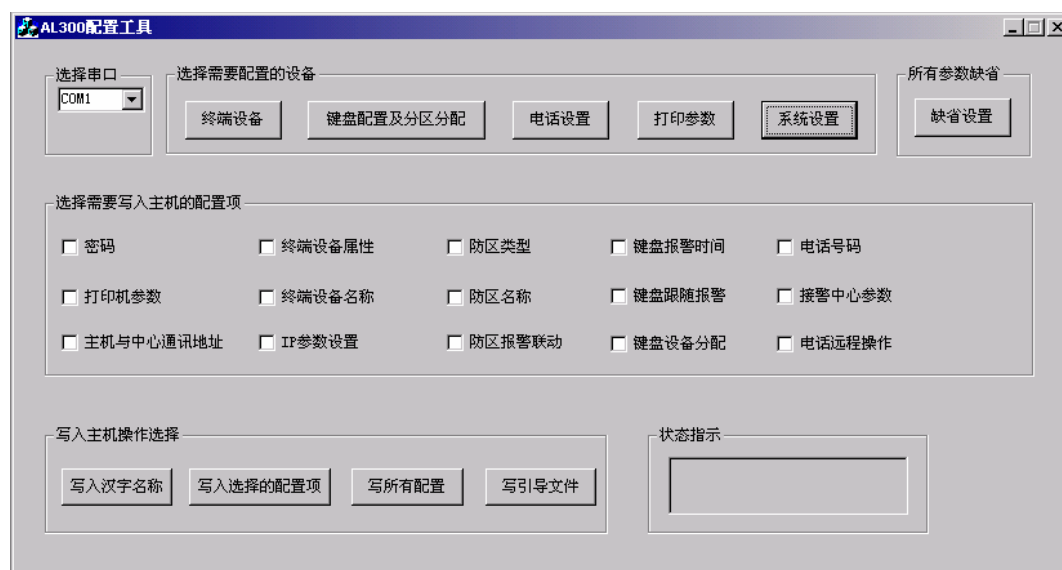 AL300配置工具
选择串口
选择需要配置的设备
所有参数缺省
COM1
终端设备
键盘配置及分区分配
电话设置
打印参数
系统设置
缺省设置
选择需要写入主机的配置项
密码
终端设备属性
防区类型
键盘报警时间
电话号码
打印机参数
终端设备名称
防区名称
键盘跟随报警
接警中心参数
主机与中心通讯地址
IP参数设置
防区报警联动
键盘设备分配
电话远程操作
写入主机操作选择
状态指示
写入汉字名称
写入选择的配置项
写所有配置
写引导文件